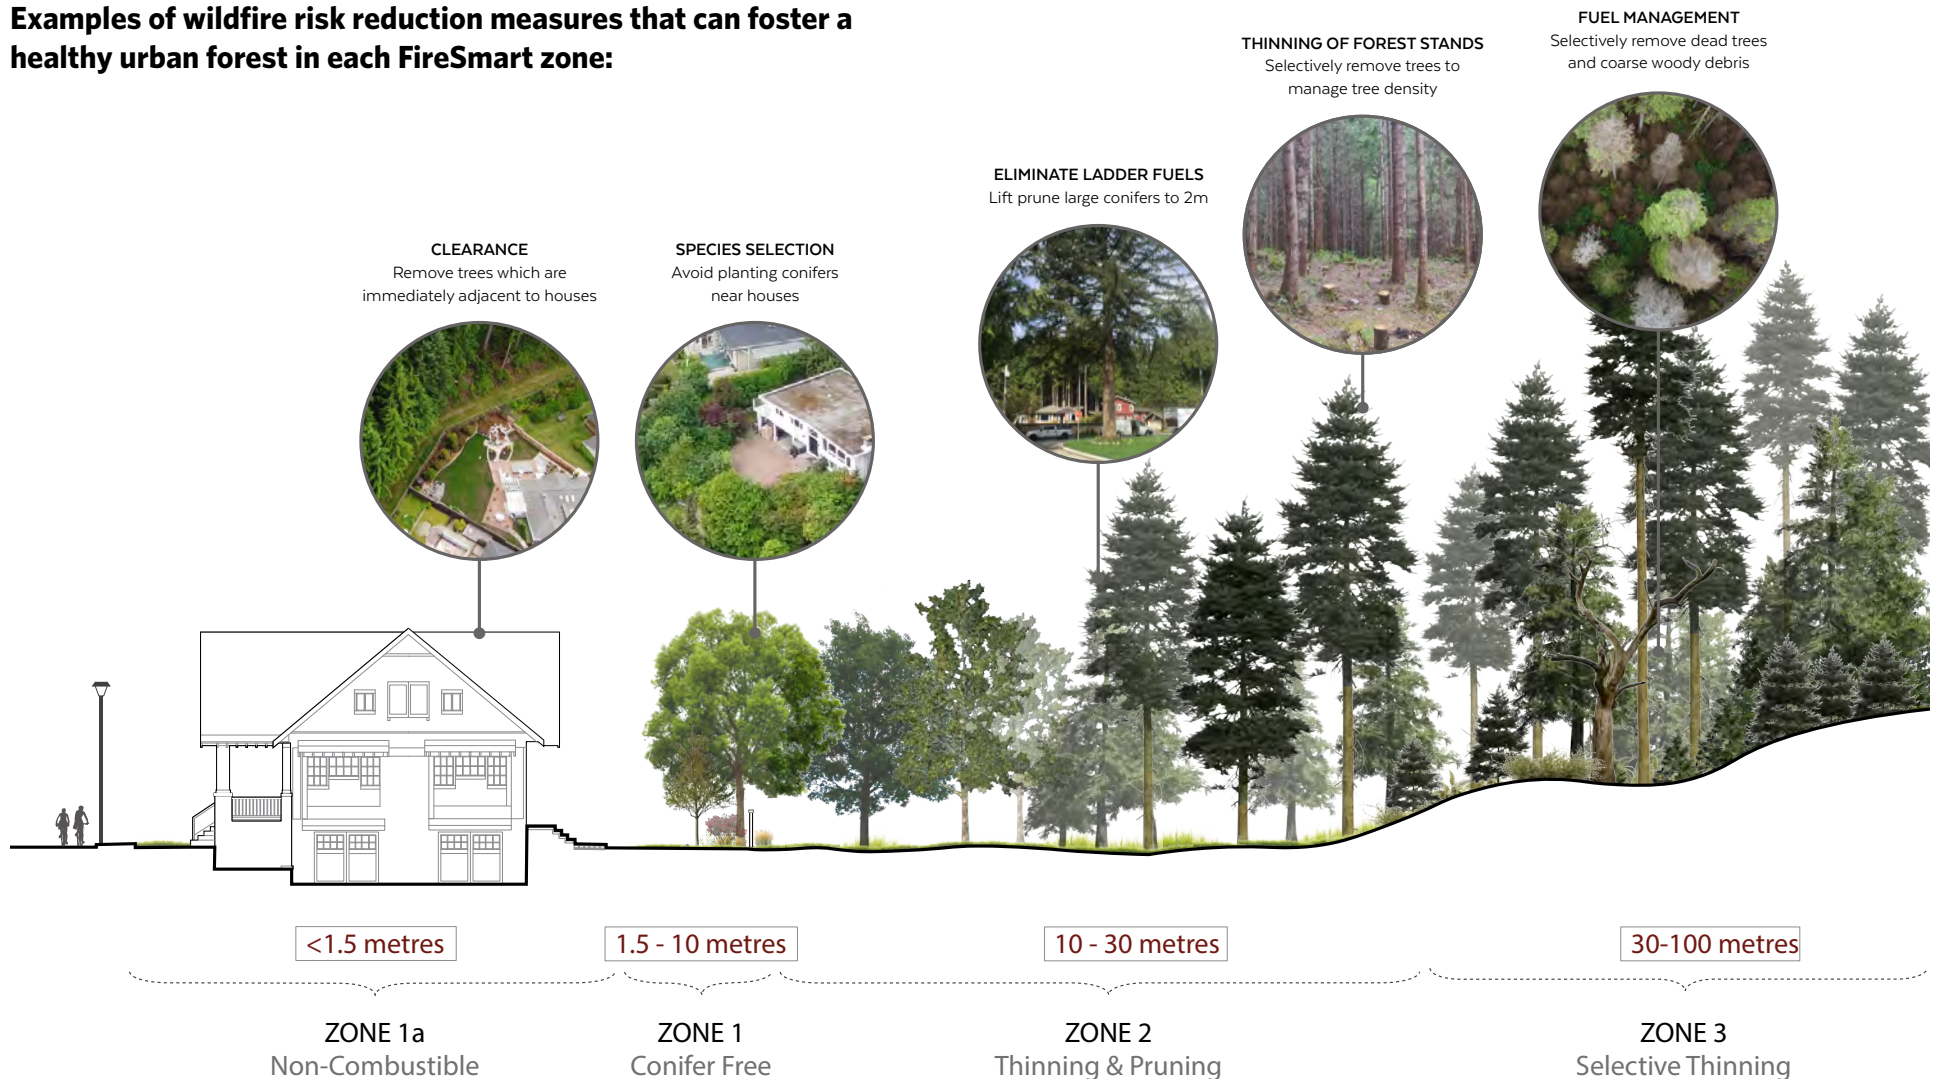 Examples of wildfire risk reduction measures that can foster a
healthy urban forest in each FireSmart zone:
CLEARANCE
Remove trees which are
immediately adjacent to houses
SPECIES SELECTION
Avoid planting conifers
near houses
ELIMINATE LADDER FUELS
Lift prune large conifers to 2m
THINNING OF FOREST STANDS
Selectively remove trees to
manage tree density
FUEL MANAGEMENT
Selectively remove dead trees
and coarse woody debris
<1.5 metres
1.5 - 10 metres
10 - 30 metres
30-100 metres
ZONE 1a
Non-Combustible
ZONE 1
Conifer Free
ZONE 2
Thinning & Pruning
ZONE 3
Selective Thinning